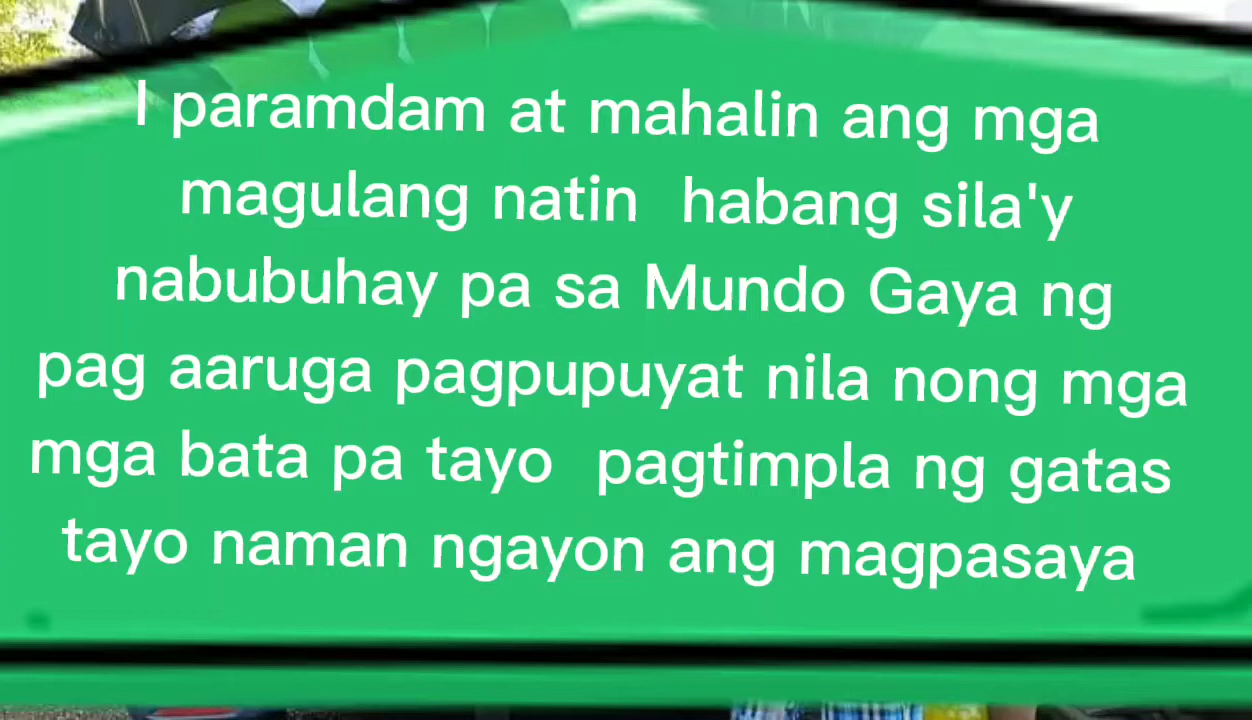 I paramdam at mahalin ang mga
magulang natin habang sila'y
nabubuhay pa sa Mundo Gaya ng
pag aaruga pagpupuyat nila nong mga
mga bata pa tayo pagtimpla ng gatas
tayo naman ngayon ang magpasaya